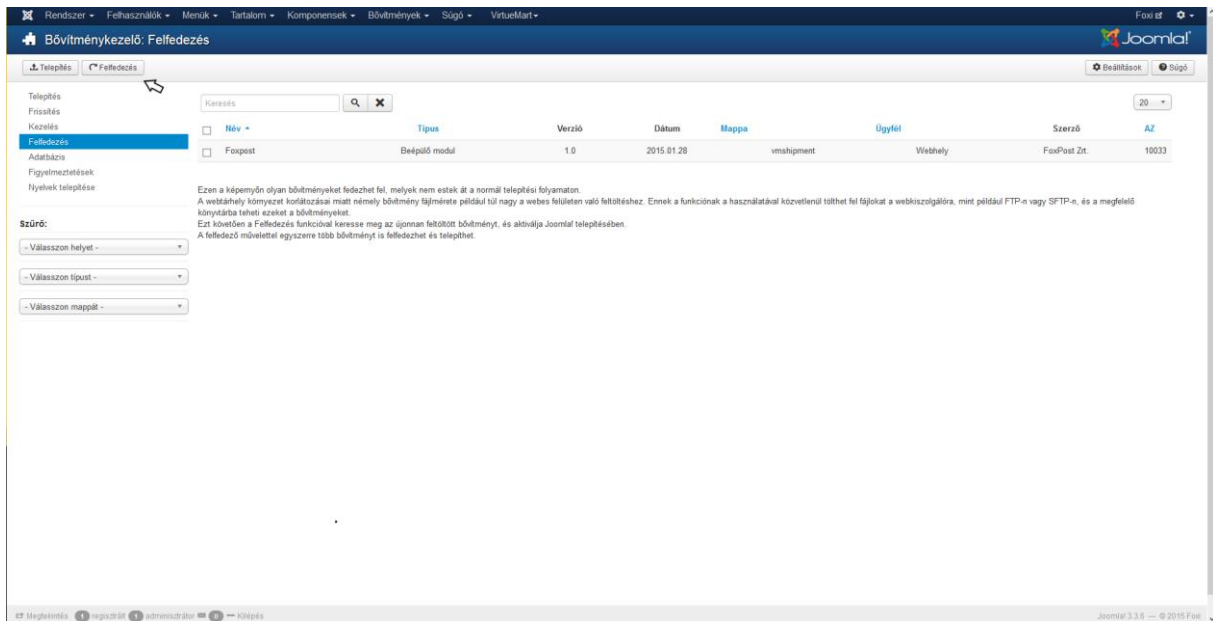 Rendszer Felhasználók Menük Tartalom Komponensek Bővítmények Súgó VirtueMart Foxi
Bővítménykezelő: Felfedezés Joomla!
Telepítés Felfedezés Beállítások Súgó
Telepítés
Frissítés
Kezelés
Felfedezés
Adatbázis
Figyelmeztetések
Nyelvek telepítése
Szűrő:
- Válasszon helyet -
- Válasszon típust -
- Válasszon mappát -
Keresés 20
Név Típus Verzió Dátum Mappa Ügyfél Szerző AZ
Foxpost Beépülő modul 1.0 2015.01.28 vmshipment Webhely FoxPost Zrt. 10033
Ezen a képernyőn olyan bővítményeket fedezhet fel, melyek nem estek át a normál telepítési folyamaton.
A webtárhely környezet korlátozásai miatt némely bővítmény fájlmérete például túl nagy a webes felületen való feltöltéshez. Ennek a funkciónak a használatával közvetlenül tölthet fel fájlokat a webkiszolgálóra, mint például FTP-n vagy SFTP-n, és a megfelelő
könyvtárba teheti ezeket a bővítményeket.
Ezt követően a Felfedezés funkcióval keresse meg az újonnan feltöltött bővítményt, és aktiválja Joomla! telepítésében.
A felfedező művelettel egyszerre több bővítményt is felfedezhet és telepíthet.
Megtekintés 1 regisztrált 1 adminisztrátor 0 Kilépés Joomla! 3.3.6 — © 2015 Foxi